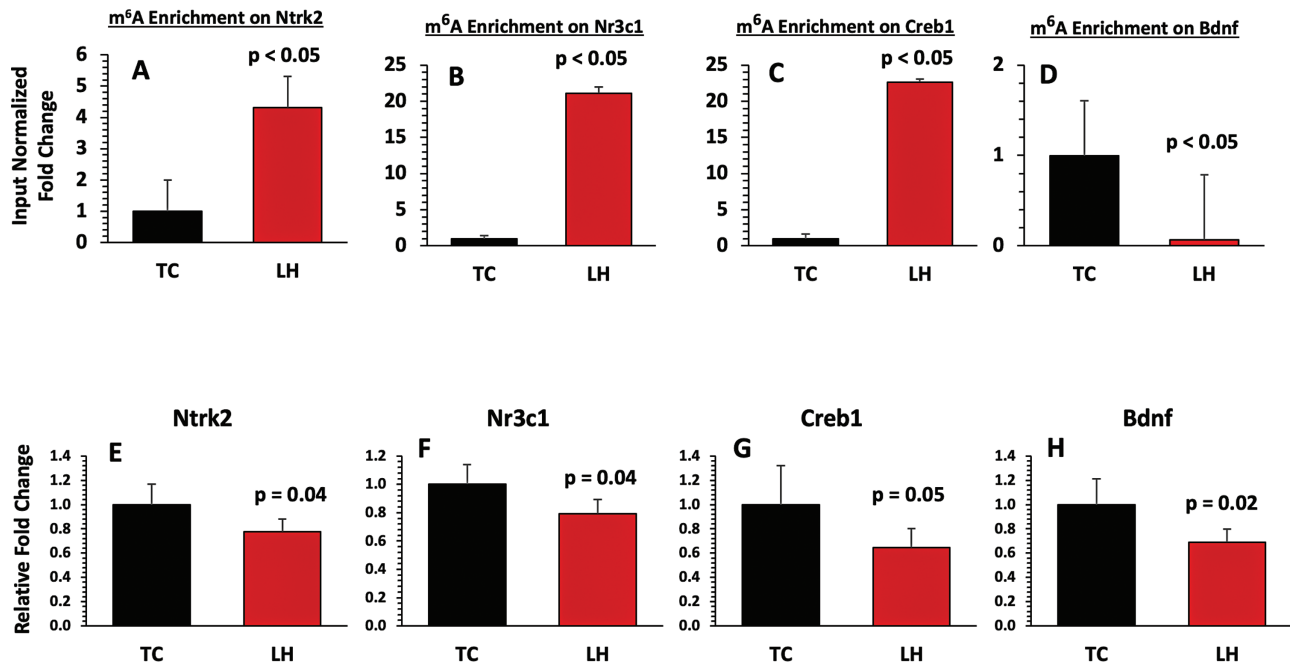 m⁶A Enrichment on Ntrk2
m⁶A Enrichment on Nr3c1
m⁶A Enrichment on Creb1
m⁶A Enrichment on Bdnf
Input Normalized
Fold Change
A
p < 0.05
6
5
4
3
2
1
0
TC
LH
B
p < 0.05
25
20
15
10
5
0
TC
LH
C
p < 0.05
25
20
15
10
5
0
TC
LH
D
p < 0.05
2
1
0
TC
LH
Relative Fold Change
Ntrk2
E
p = 0.04
1.4
1.2
1.0
0.8
0.6
0.4
0.2
0.0
TC
LH
Nr3c1
F
p = 0.04
1.2
1.0
0.8
0.6
0.4
0.2
0.0
TC
LH
Creb1
G
p = 0.05
1.4
1.2
1.0
0.8
0.6
0.4
0.2
0.0
TC
LH
Bdnf
H
p = 0.02
1.4
1.2
1.0
0.8
0.6
0.4
0.2
0.0
TC
LH